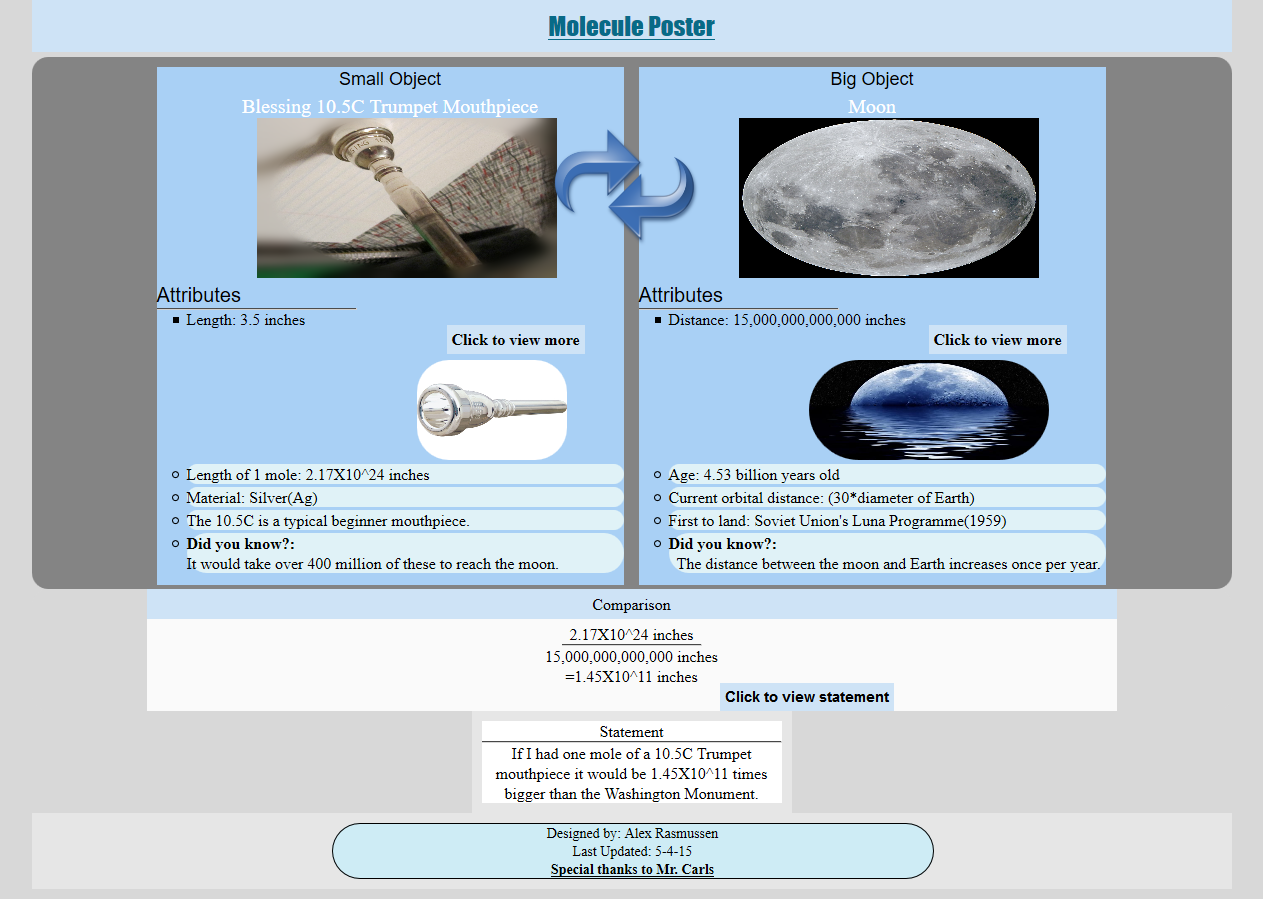 Molecule Poster
Small Object
Blessing 10.5C Trumpet Mouthpiece
Attributes
Length: 3.5 inches
Click to view more
Length of 1 mole: 2.17X10^24 inches
Material: Silver(Ag)
The 10.5C is a typical beginner mouthpiece.
Did you know?:
It would take over 400 million of these to reach the moon.
Big Object
Moon
Attributes
Distance: 15,000,000,000,000 inches
Click to view more
Age: 4.53 billion years old
Current orbital distance: (30*diameter of Earth)
First to land: Soviet Union's Luna Programme(1959)
Did you know?:
The distance between the moon and Earth increases once per year.
Comparison
2.17X10^24 inches
15,000,000,000,000 inches
=1.45X10^11 inches
Click to view statement
Statement
If I had one mole of a 10.5C Trumpet
mouthpiece it would be 1.45X10^11 times
bigger than the Washington Monument.
Designed by: Alex Rasmussen
Last Updated: 5-4-15
Special thanks to Mr. Carls